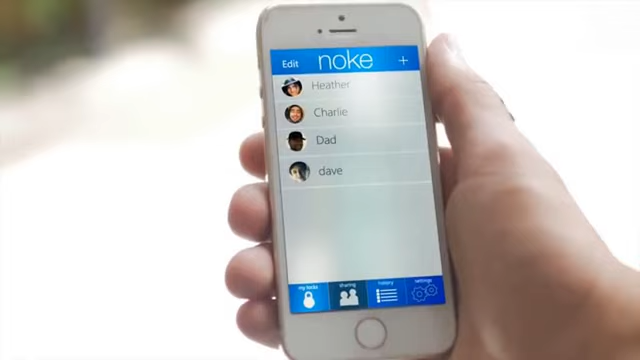 Edit noke +
Heather
Charlie
Dad
dave
my locks sharing history settings